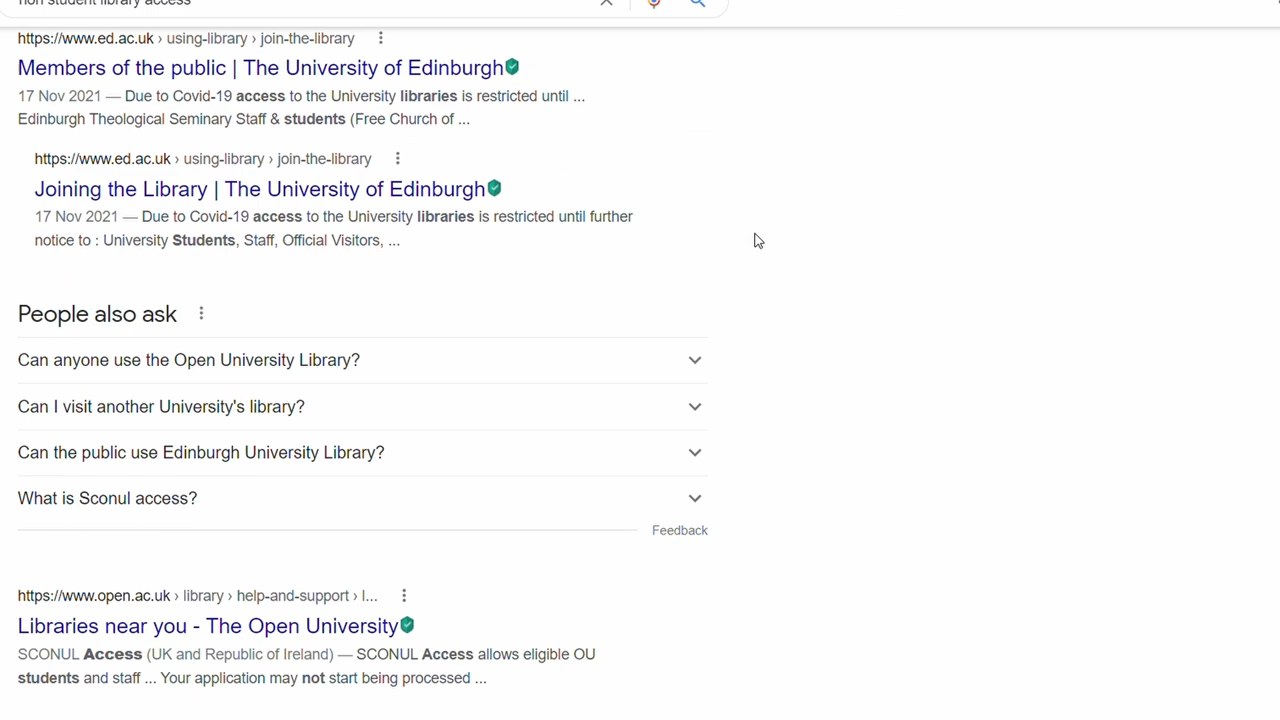 non student library access
https://www.ed.ac.uk › using-library › join-the-library
Members of the public | The University of Edinburgh
17 Nov 2021 — Due to Covid-19 access to the University libraries is restricted until ...
Edinburgh Theological Seminary Staff & students (Free Church of ...
https://www.ed.ac.uk › using-library › join-the-library
Joining the Library | The University of Edinburgh
17 Nov 2021 — Due to Covid-19 access to the University libraries is restricted until further
notice to : University Students, Staff, Official Visitors, ...
People also ask
Can anyone use the Open University Library?
Can I visit another University's library?
Can the public use Edinburgh University Library?
What is Sconul access?
Feedback
https://www.open.ac.uk › library › help-and-support › l...
Libraries near you - The Open University
SCONUL Access (UK and Republic of Ireland) — SCONUL Access allows eligible OU
students and staff ... Your application may not start being processed ...